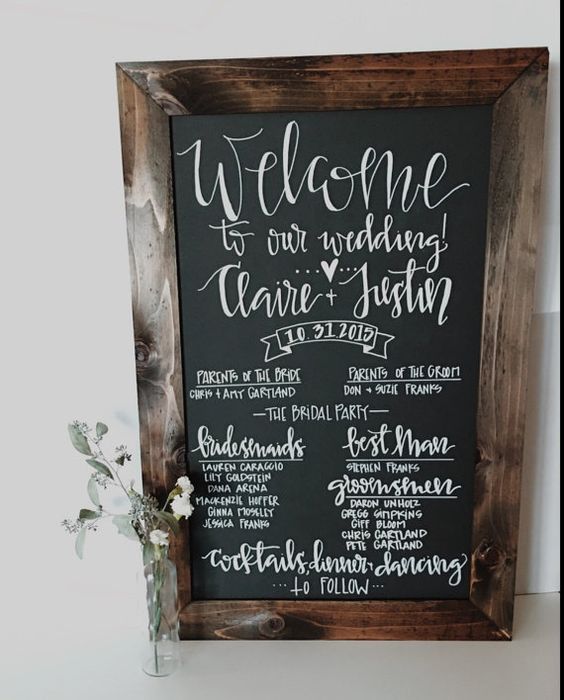 Welcome
to our wedding!
Claire + Justin
10.31.2015
PARENTS OF THE BRIDE
CHRIS + AMY GARTLAND
PARENTS OF THE GROOM
DON + SUZIE FRANKS
—THE BRIDAL PARTY—
bridesmaids
LAUREN CARAGGIO
LILY GOLDSTEIN
DANA ARENA
MACKENZIE HOFFER
GINNA MOSELEY
JESSICA FRANKS
best man
STEPHEN FRANKS
groomsmen
DARON UNHOLZ
GREGG SIMPKINS
GIFF BLOOM
CHRIS GARTLAND
PETE GARTLAND
cocktails, dinner + dancing
...to FOLLOW...